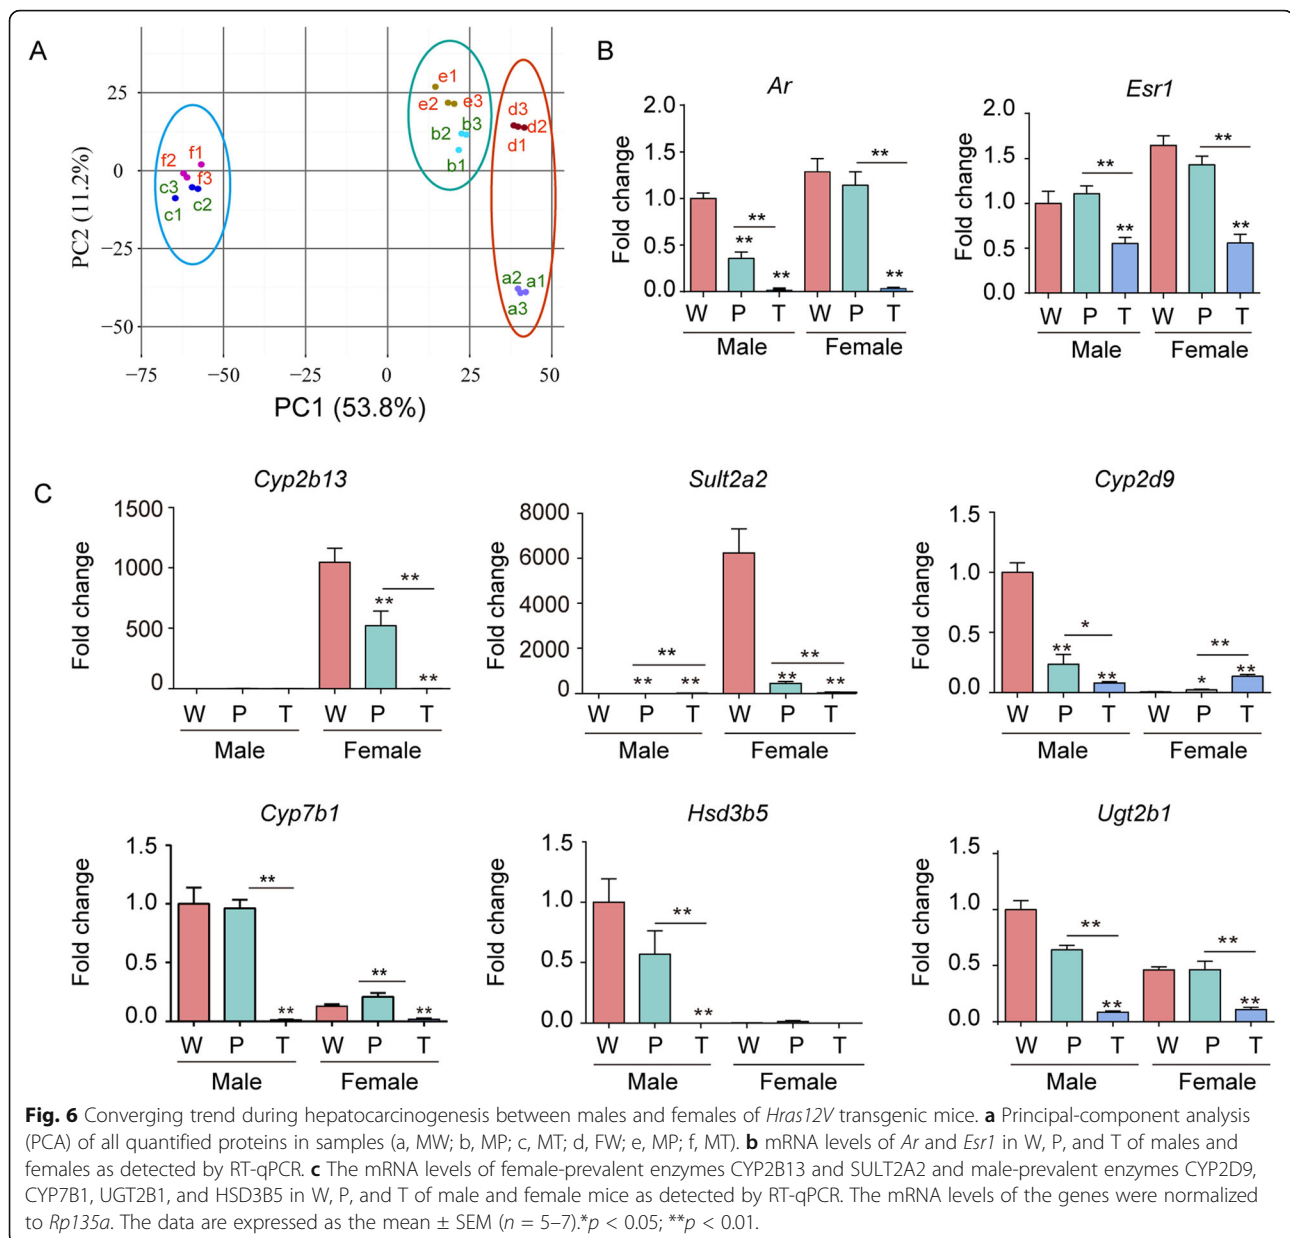 A
PC2 (11.2%)
25
0
−25
−50
−75
−50
−25
0
25
50
PC1 (53.8%)
e1
e2
e3
b2
b3
b1
d3
d2
d1
f1
f2
f3
c3
c2
c1
a2
a1
a3
B
Ar
Fold change
2.0
1.5
1.0
0.5
0.0
**
**
**
**
**
W P T W P T
Male Female
Esr1
Fold change
2.0
1.5
1.0
0.5
0.0
**
**
**
**
W P T W P T
Male Female
C
Cyp2b13
Fold change
1500
1000
500
0
**
**
**
W P T W P T
Male Female
Sult2a2
Fold change
8000
6000
4000
2000
0
** **
** ** ** **
W P T W P T
Male Female
Cyp2d9
Fold change
1.5
1.0
0.5
0.0
* **
** ** * **
W P T W P T
Male Female
Cyp7b1
Fold change
1.5
1.0
0.5
0.0
**
**
** **
W P T W P T
Male Female
Hsd3b5
Fold change
1.5
1.0
0.5
0.0
**
**
W P T W P T
Male Female
Ugt2b1
Fold change
1.5
1.0
0.5
0.0
** **
** **
W P T W P T
Male Female
Fig. 6 Converging trend during hepatocarcinogenesis between males and females of Hras12V transgenic mice. a Principal-component analysis
(PCA) of all quantified proteins in samples (a, MW; b, MP; c, MT; d, FW; e, MP; f, MT). b mRNA levels of Ar and Esr1 in W, P, and T of males and
females as detected by RT-qPCR. c The mRNA levels of female-prevalent enzymes CYP2B13 and SULT2A2 and male-prevalent enzymes CYP2D9,
CYP7B1, UGT2B1, and HSD3B5 in W, P, and T of male and female mice as detected by RT-qPCR. The mRNA levels of the genes were normalized
to Rp135a. The data are expressed as the mean ± SEM (n = 5–7).*p < 0.05; **p < 0.01.